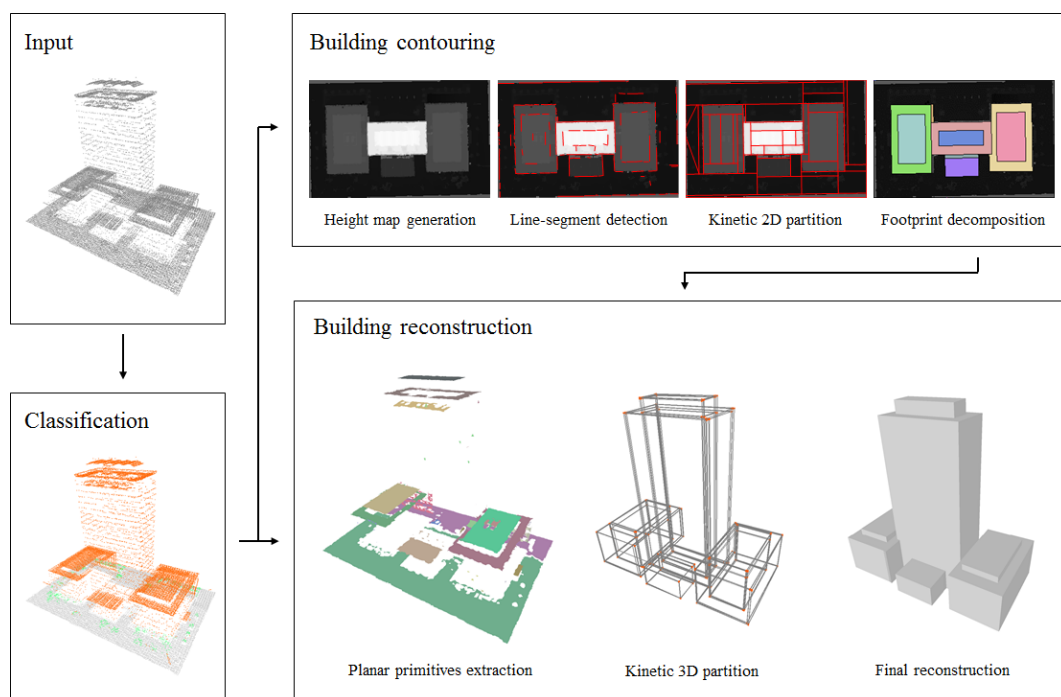 Input
Classification
Building contouring
Height map generation
Line-segment detection
Kinetic 2D partition
Footprint decomposition
Building reconstruction
Planar primitives extraction
Kinetic 3D partition
Final reconstruction